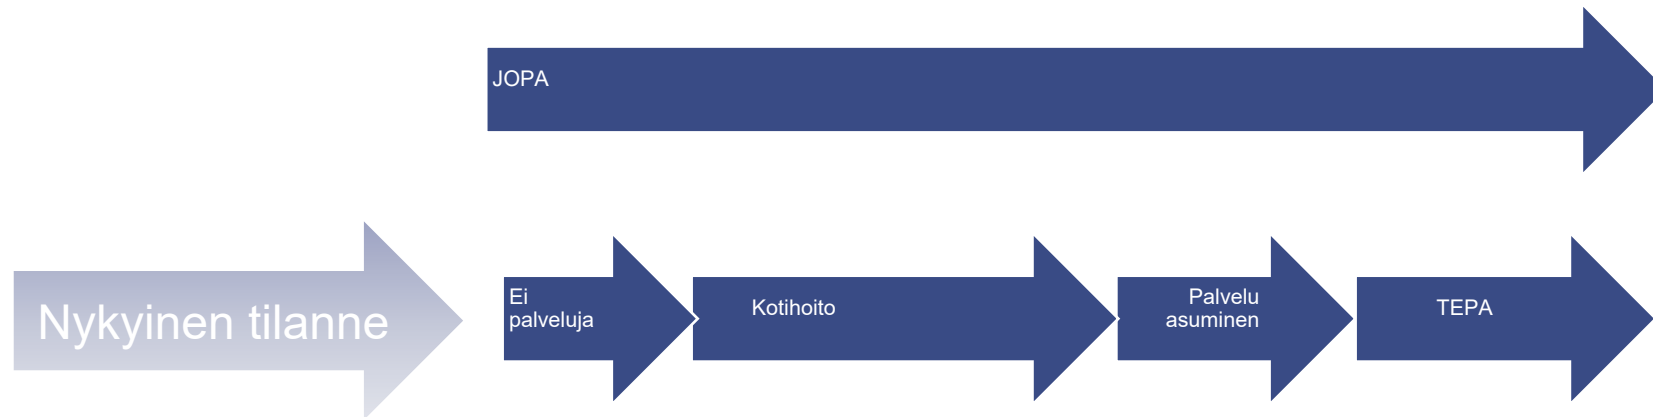 JOPA
Nykyinen tilanne
Ei
palveluja
Kotihoito
Palvelu
asuminen
TEPA